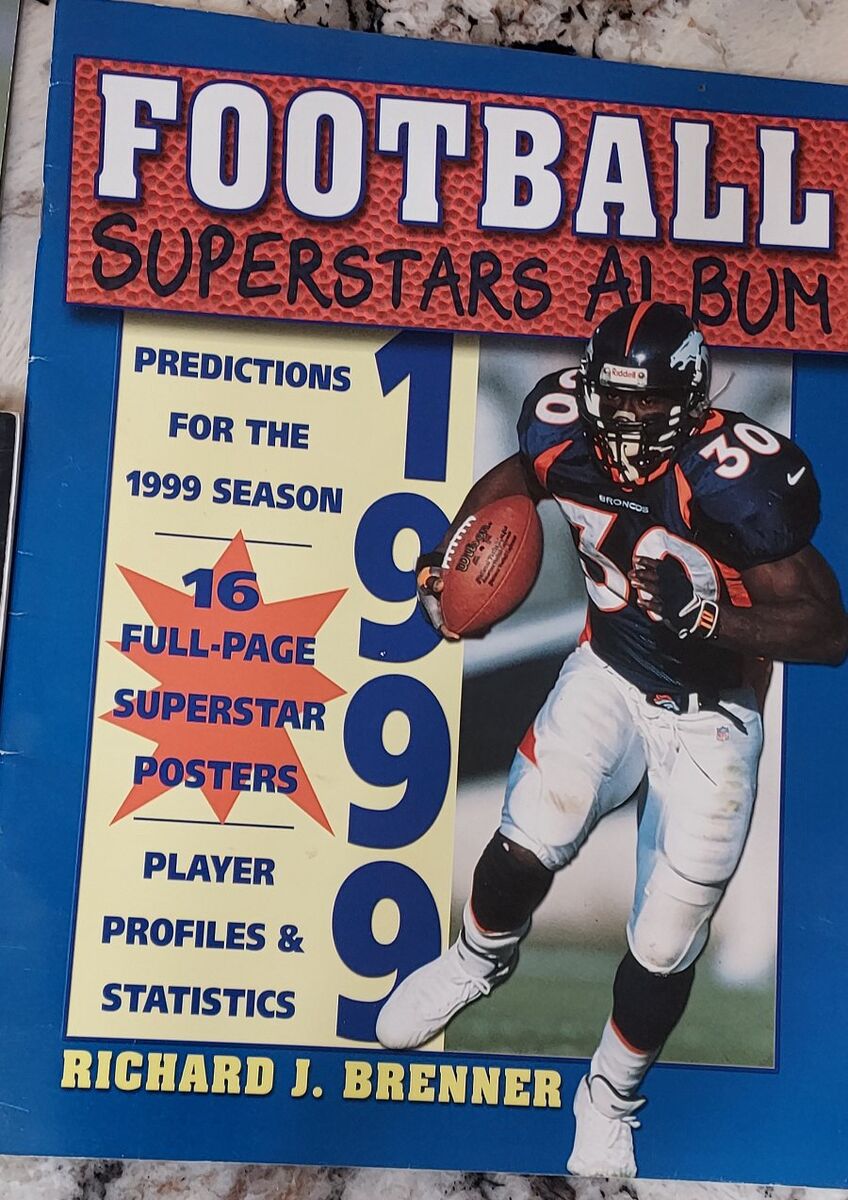 FOOTBALL
SUPERSTARS ALBUM
PREDICTIONS
FOR THE
1999 SEASON
16
FULL-PAGE
SUPERSTAR
POSTERS
PLAYER
PROFILES &
STATISTICS
1999
Riddell
30
30
BRONCOS
30
RICHARD J. BRENNER